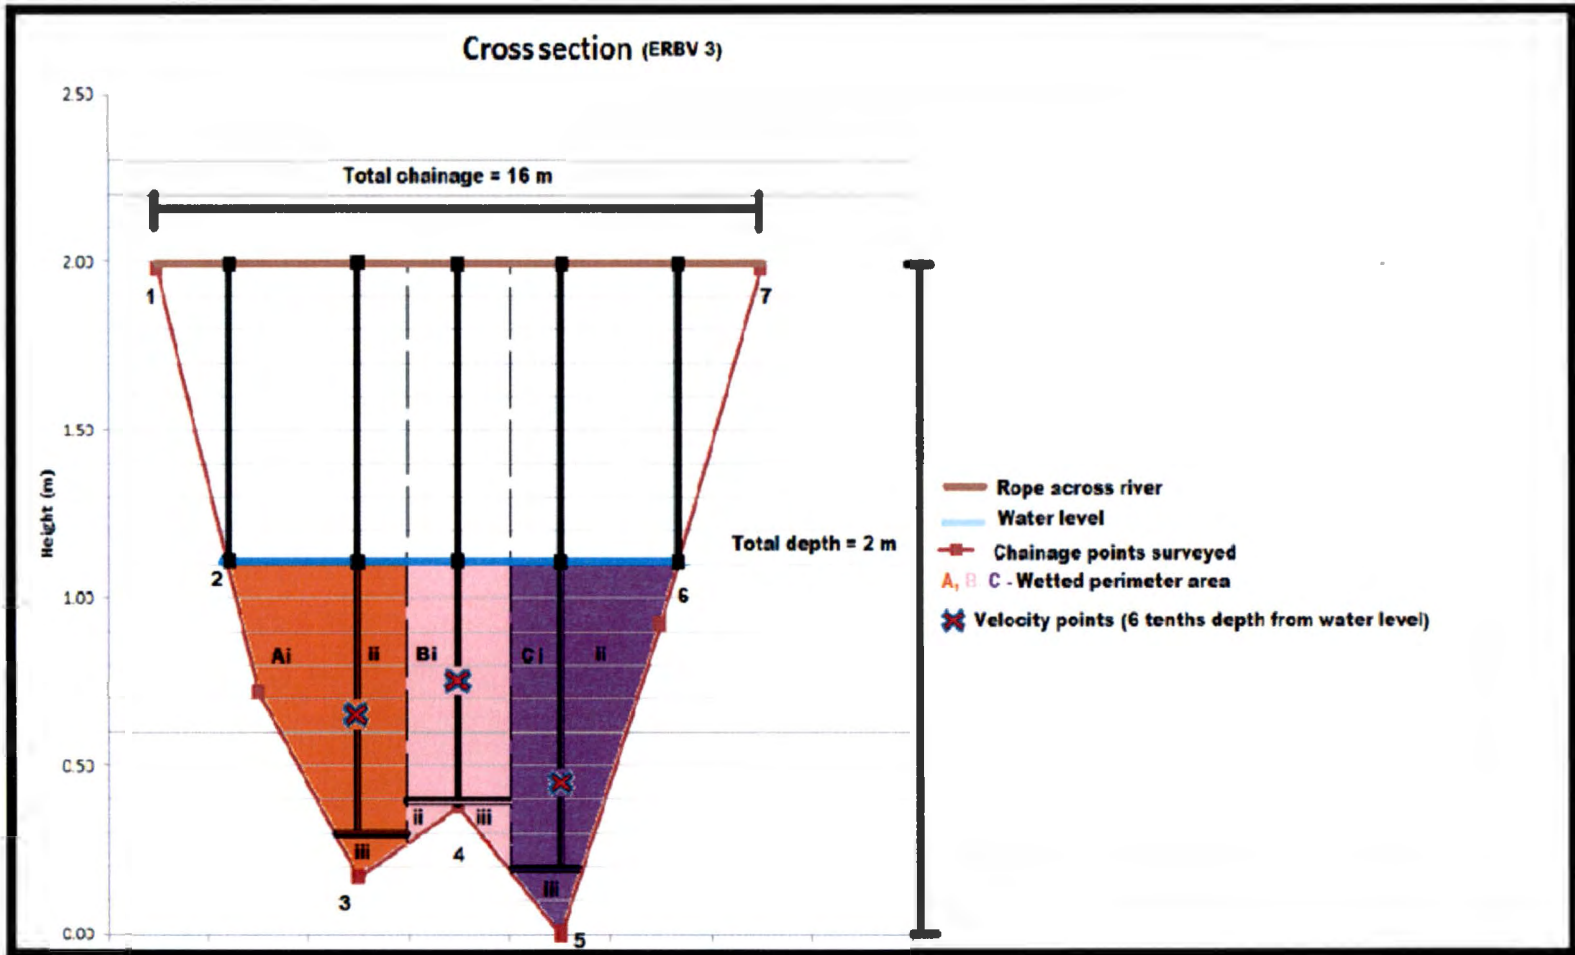 Cross section (ERBV 3)
2.50
Total chainage = 16 m
2.00
1
7
1.50
Height (m)
Rope across river
Water level
Total depth = 2 m
Chainage points surveyed
2
A, B C - Wetted perimeter area
1.00
6
Velocity points (6 tenths depth from water level)
Ai
ii
Bi
Ci
ii
0.50
ii
iii
iii
4
iii
3
0.00
5